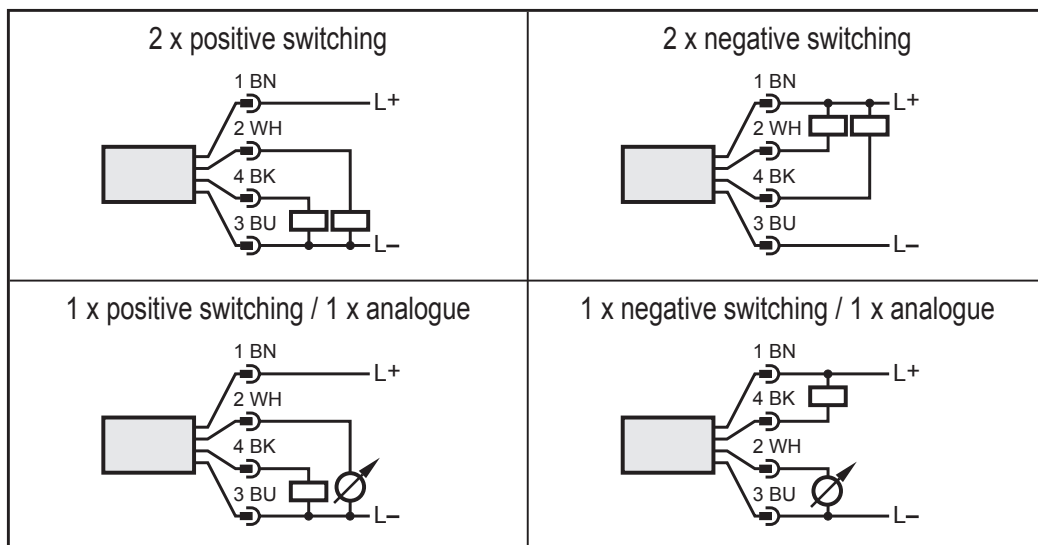 2 x positive switching
1 BN
L+
2 WH
4 BK
3 BU
L–
2 x negative switching
1 BN
L+
2 WH
4 BK
3 BU
L–
1 x positive switching / 1 x analogue
1 BN
L+
2 WH
4 BK
3 BU
L–
1 x negative switching / 1 x analogue
1 BN
L+
4 BK
2 WH
3 BU
L–